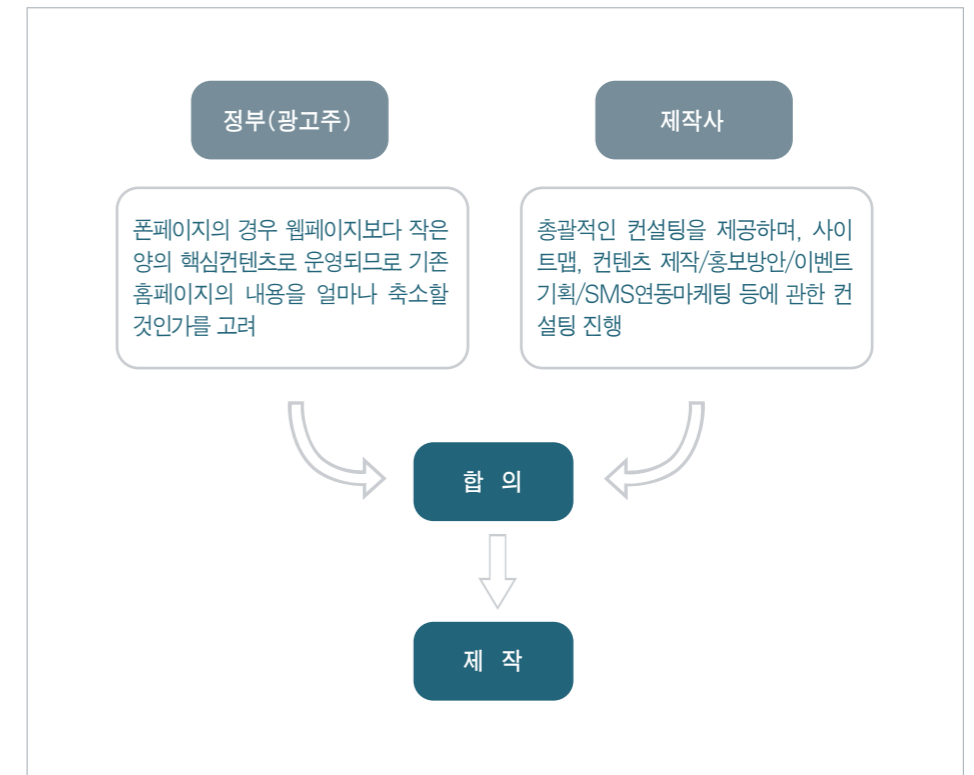 정부(광고주)
제작사
폰페이지의 경우 웹페이지보다 작은
양의 핵심컨텐츠로 운영되므로 기존
홈페이지의 내용을 얼마나 축소할
것인가를 고려
총괄적인 컨설팅을 제공하며, 사이
트맵, 컨텐츠 제작/홍보방안/이벤트
기획/SMS연동마케팅 등에 관한 컨
설팅 진행
합 의
제 작